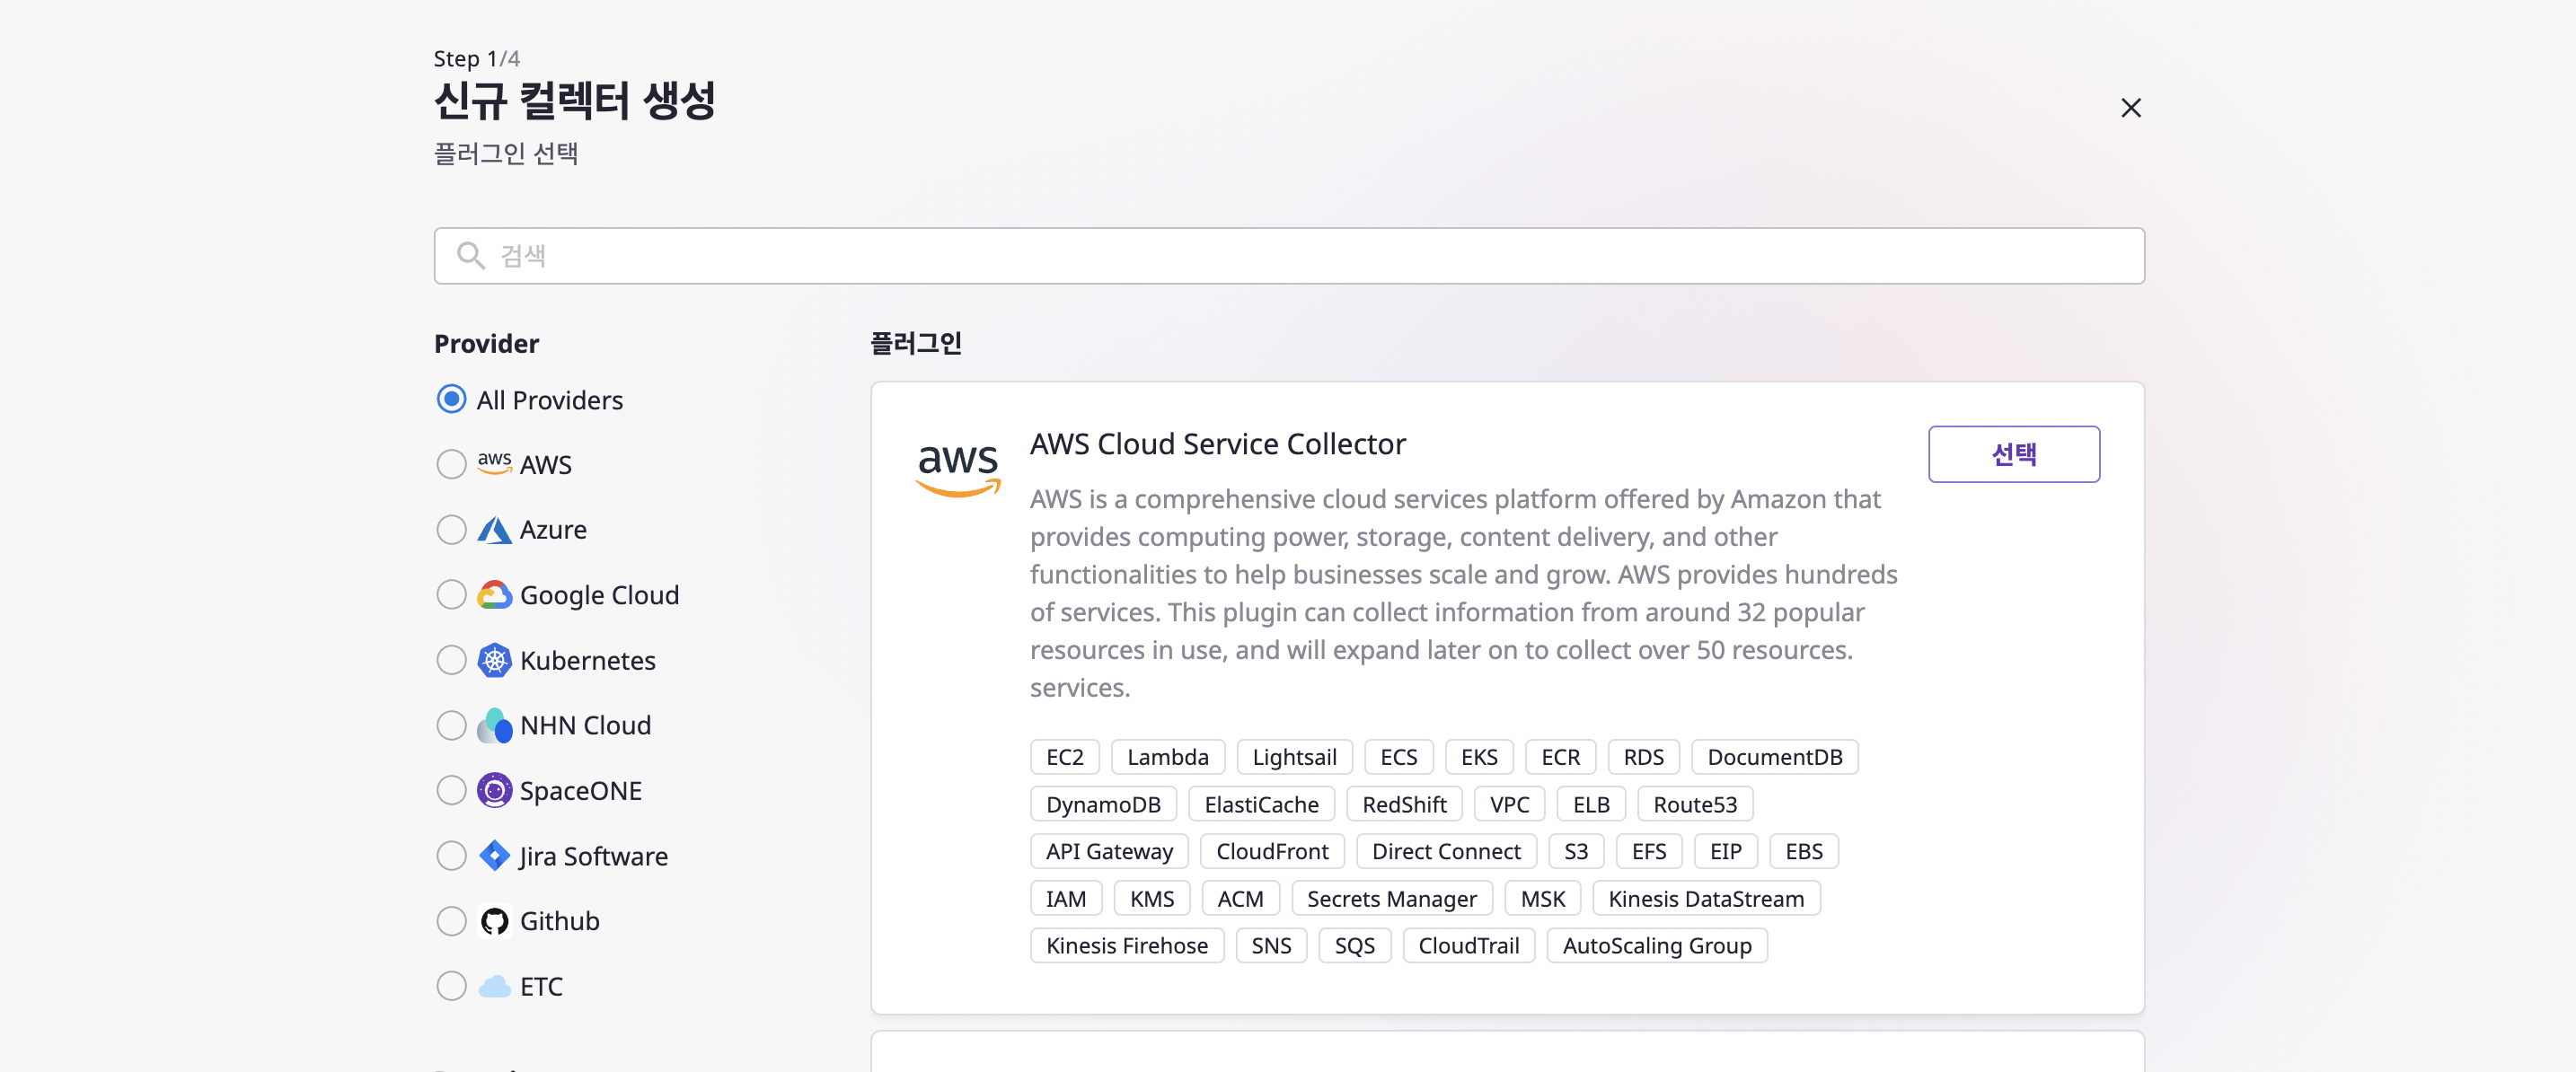 Step 1/4
신규 컬렉터 생성
플러그인 선택
검색
Provider
All Providers
aws AWS
Azure
Google Cloud
Kubernetes
NHN Cloud
SpaceONE
Jira Software
Github
ETC
플러그인
aws
AWS Cloud Service Collector
선택
AWS is a comprehensive cloud services platform offered by Amazon that
provides computing power, storage, content delivery, and other
functionalities to help businesses scale and grow. AWS provides hundreds
of services. This plugin can collect information from around 32 popular
resources in use, and will expand later on to collect over 50 resources.
services.
EC2 Lambda Lightsail ECS EKS ECR RDS DocumentDB
DynamoDB ElastiCache RedShift VPC ELB Route53
API Gateway CloudFront Direct Connect S3 EFS EIP EBS
IAM KMS ACM Secrets Manager MSK Kinesis DataStream
Kinesis Firehose SNS SQS CloudTrail AutoScaling Group